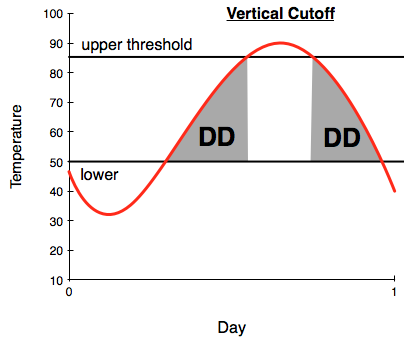 Vertical Cutoff
100
90
upper threshold
80
70
60
DD
DD
50
lower
40
30
20
10
0
1
Temperature
Day